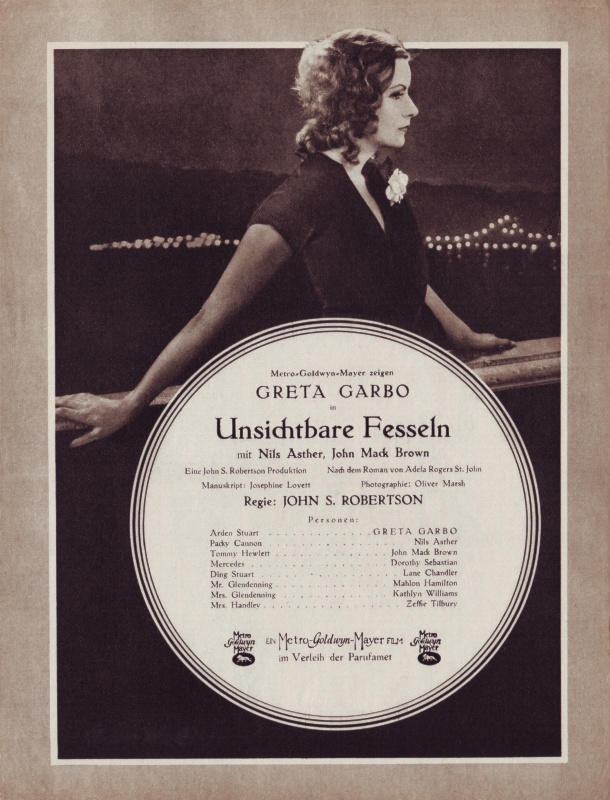 Metro-Goldwyn-Mayer zeigen
GRETA GARBO
in
Unsichtbare Fesseln
mit Nils Asther, John Mack Brown
Eine John S. Robertson Produktion Nach dem Roman von Adela Rogers St. John
Manuskript: Josephine Lovett Photographie: Oliver Marsh
Regie: JOHN S. ROBERTSON
Personen:
Arden Stuart . . . . . . . . . . . . . GRETA GARBO
Packy Cannon . . . . . . . . . . . . . Nils Asther
Tommy Hewlett . . . . . . . . . . . . . John Mack Brown
Mercedes . . . . . . . . . . . . . Dorothy Sebastian
Ding Stuart . . . . . . . . . . . . . Lane Chandler
Mr. Glendenning . . . . . . . . . . . . . Mahlon Hamilton
Mrs. Glendenning . . . . . . . . . . . . . Kathlyn Williams
Mrs. Handley . . . . . . . . . . . . . Zeffie Tilbury
Metro Goldwyn Mayer EIN Metro-Goldwyn-Mayer FILM Metro Goldwyn Mayer
im Verleih der Parufamet